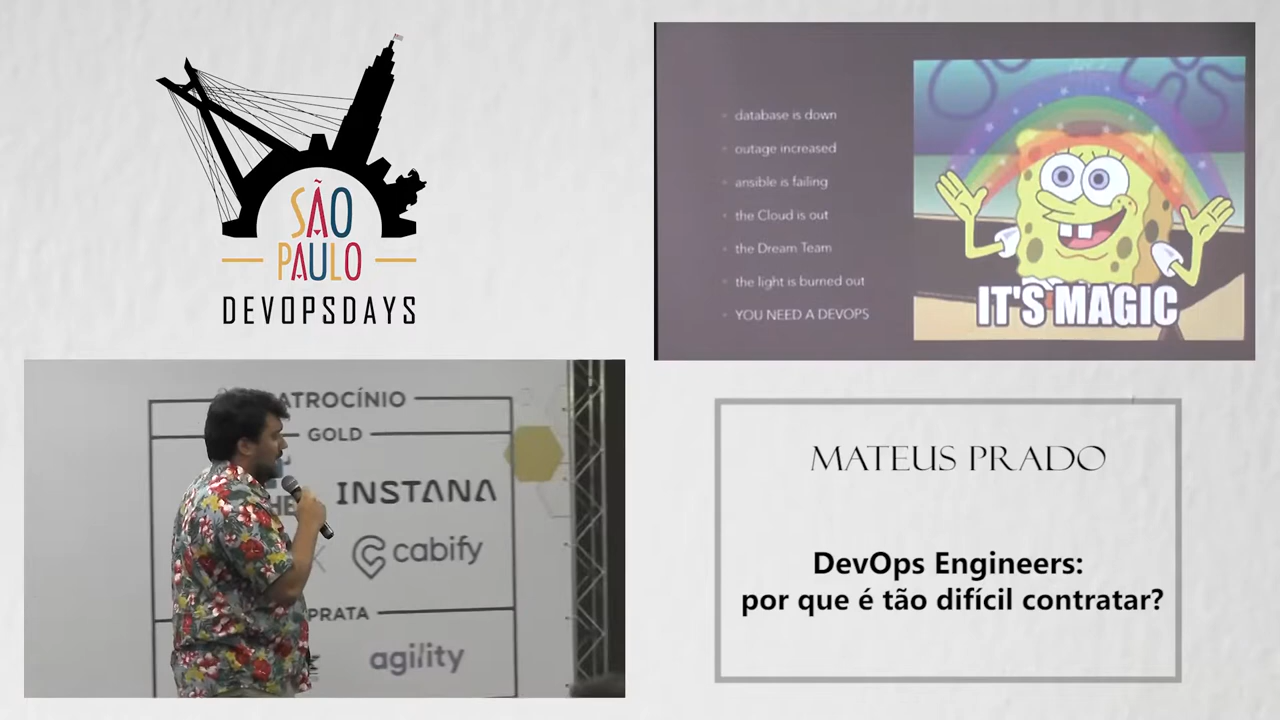 SÃO
PAULO
DEVOPSDAYS
database is down
outage increased
ansible is failing
the Cloud is out
the Dream Team
the light is burned out
YOU NEED A DEVOPS
IT'S MAGIC
ATROCÍNIO
GOLD
INSTANA
cabify
PRATA
agility
MATEUS PRADO
DevOps Engineers:
por que é tão difícil contratar?